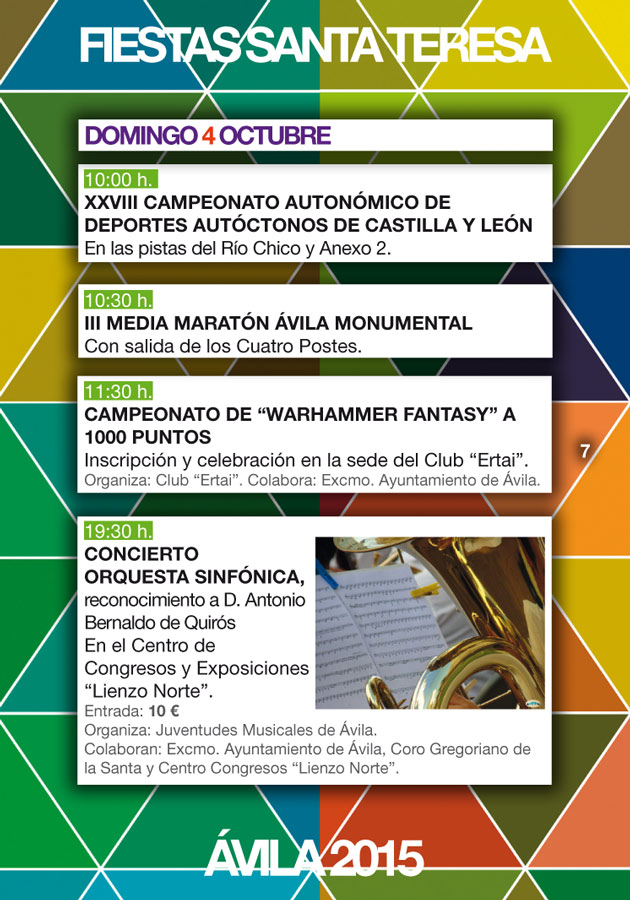 FIESTAS SANTA TERESA
DOMINGO 4 OCTUBRE
10:00 h.
XXVIII CAMPEONATO AUTONÓMICO DE
DEPORTES AUTÓCTONOS DE CASTILLA Y LEÓN
En las pistas del Río Chico y Anexo 2.
10:30 h.
III MEDIA MARATÓN ÁVILA MONUMENTAL
Con salida de los Cuatro Postes.
11:30 h.
CAMPEONATO DE “WARHAMMER FANTASY” A
1000 PUNTOS
Inscripción y celebración en la sede del Club “Ertai”.
Organiza: Club “Ertai”. Colabora: Excmo. Ayuntamiento de Ávila.
7
19:30 h.
CONCIERTO
ORQUESTA SINFÓNICA,
reconocimiento a D. Antonio
Bernaldo de Quirós
En el Centro de
Congresos y Exposiciones
“Lienzo Norte”.
Entrada: 10 €
Organiza: Juventudes Musicales de Ávila.
Colaboran: Excmo. Ayuntamiento de Ávila, Coro Gregoriano de
la Santa y Centro Congresos “Lienzo Norte”.
ÁVILA 2015